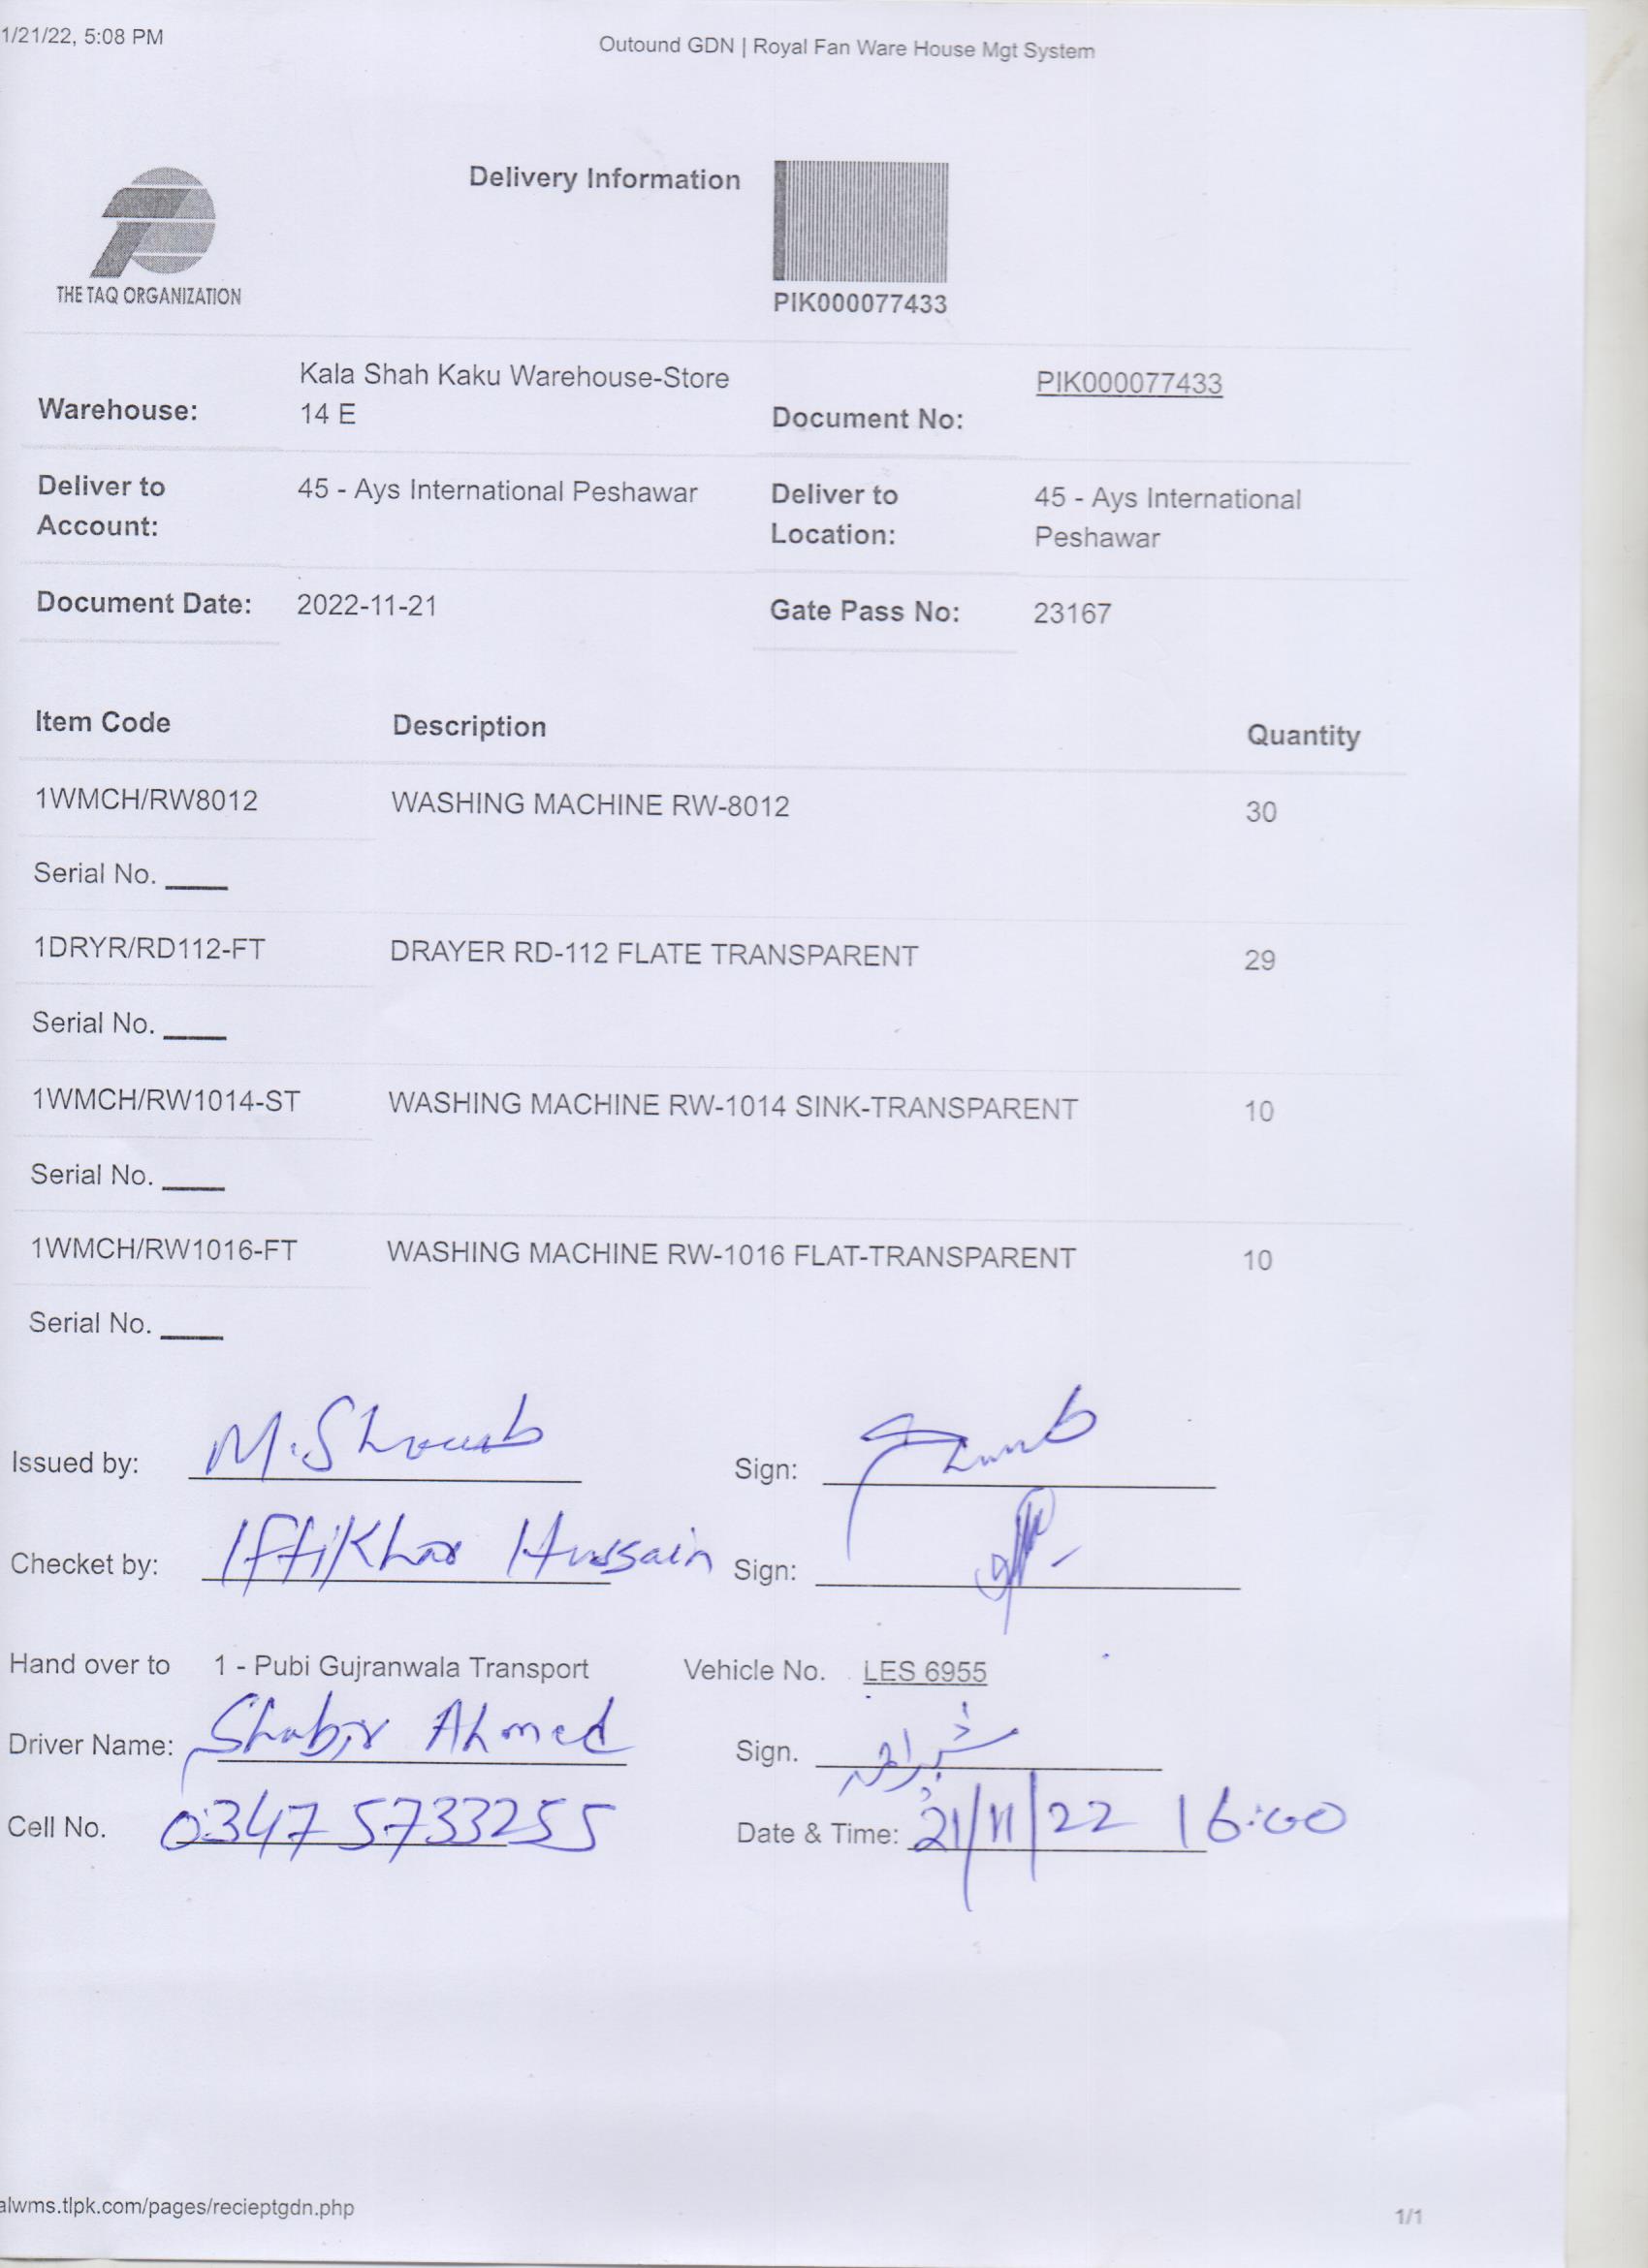 1/21/22, 5:08 PM
Outound GDN | Royal Fan Ware House Mgt System
Delivery Information
THE TAQ ORGANIZATION
PIK000077433
Warehouse: Kala Shah Kaku Warehouse-Store 14 E
Document No: PIK000077433
Deliver to Account: 45 - Ays International Peshawar
Deliver to Location: 45 - Ays International Peshawar
Document Date: 2022-11-21
Gate Pass No: 23167
Item Code Description Quantity
1WMCH/RW8012 WASHING MACHINE RW-8012 30
Serial No. ____
1DRYR/RD112-FT DRAYER RD-112 FLATE TRANSPARENT 29
Serial No. ____
1WMCH/RW1014-ST WASHING MACHINE RW-1014 SINK-TRANSPARENT 10
Serial No. ____
1WMCH/RW1016-FT WASHING MACHINE RW-1016 FLAT-TRANSPARENT 10
Serial No. ____
Issued by: M. Sign:
Checket by: Iftikhar Hussain Sign:
Hand over to 1 - Pubi Gujranwala Transport Vehicle No. LES 6955
Driver Name: Shabir Ahmed Sign.
Cell No. 0347 5733255 Date & Time: 21/11/22 16:00
alwms.tlpk.com/pages/recieptgdn.php
1/1